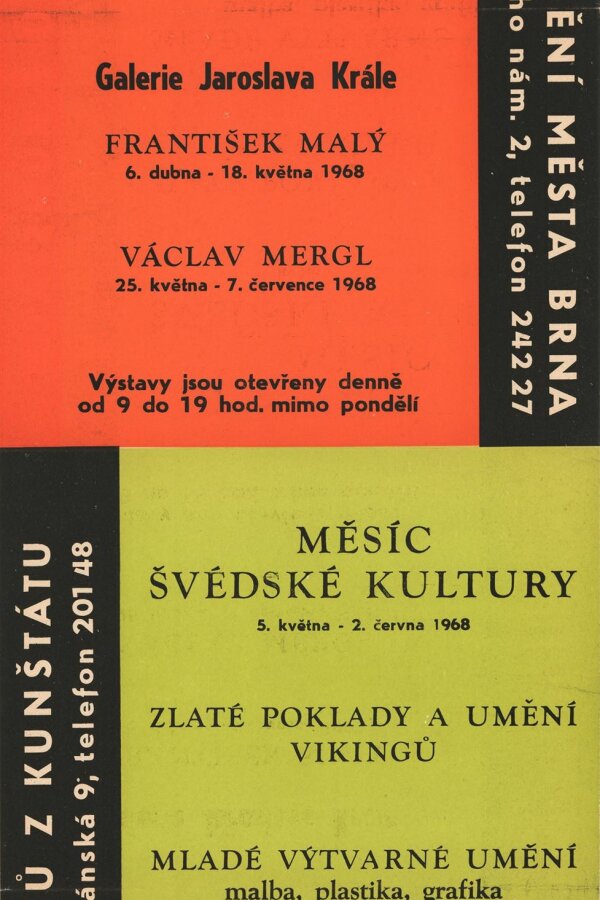 Galerie Jaroslava Krále
FRANTIŠEK MALÝ
6. dubna - 18. května 1968
VÁCLAV MERGL
25. května - 7. července 1968
Výstavy jsou otevřeny denně
od 9 do 19 hod. mimo pondělí
ĚNÍ MĚSTA BRNA
ho nám. 2, telefon 242 27
Ů Z KUNŠTÁTU
ánská 9, telefon 201 48
MĚSÍC
ŠVÉDSKÉ KULTURY
5. května - 2. června 1968
ZLATÉ POKLADY A UMĚNÍ
VIKINGŮ
MLADÉ VÝTVARNÉ UMĚNÍ
malba, plastika, grafika